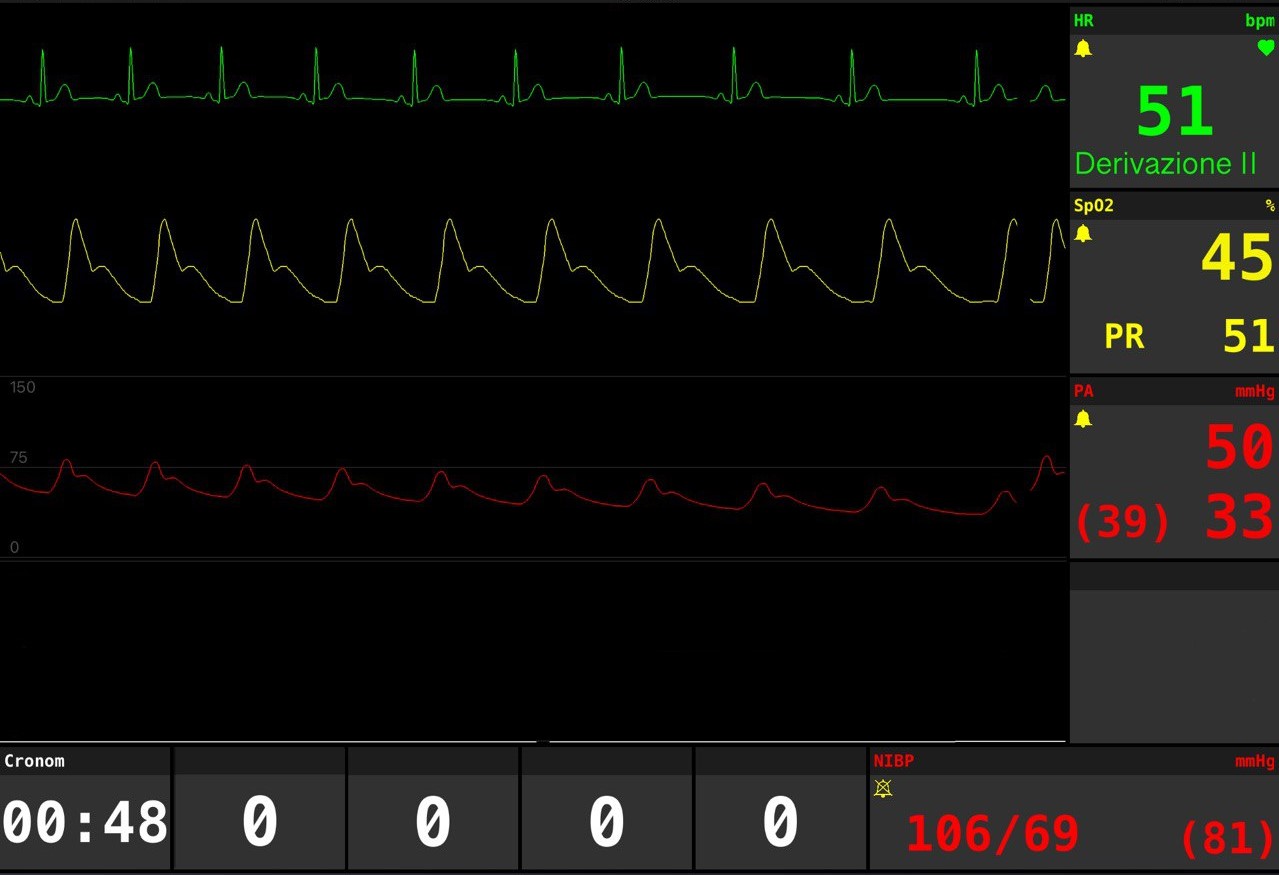 HR bpm
51
Derivazione II
SpO2 %
45
PR 51
150
75
0
PA mmHg
50
(39) 33
Cronom
00:48
0
0
0
0
NIBP mmHg
106/69 (81)